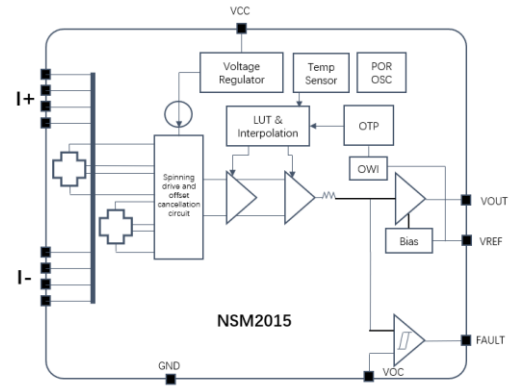 VCC
Voltage
Regulator
Temp
Sensor
POR
OSC
I+
LUT &
Interpolation
OTP
OWI
Spinning
drive and
offset
cancellation
circuit
VOUT
Bias
VREF
I-
NSM2015
FAULT
GND
VOC